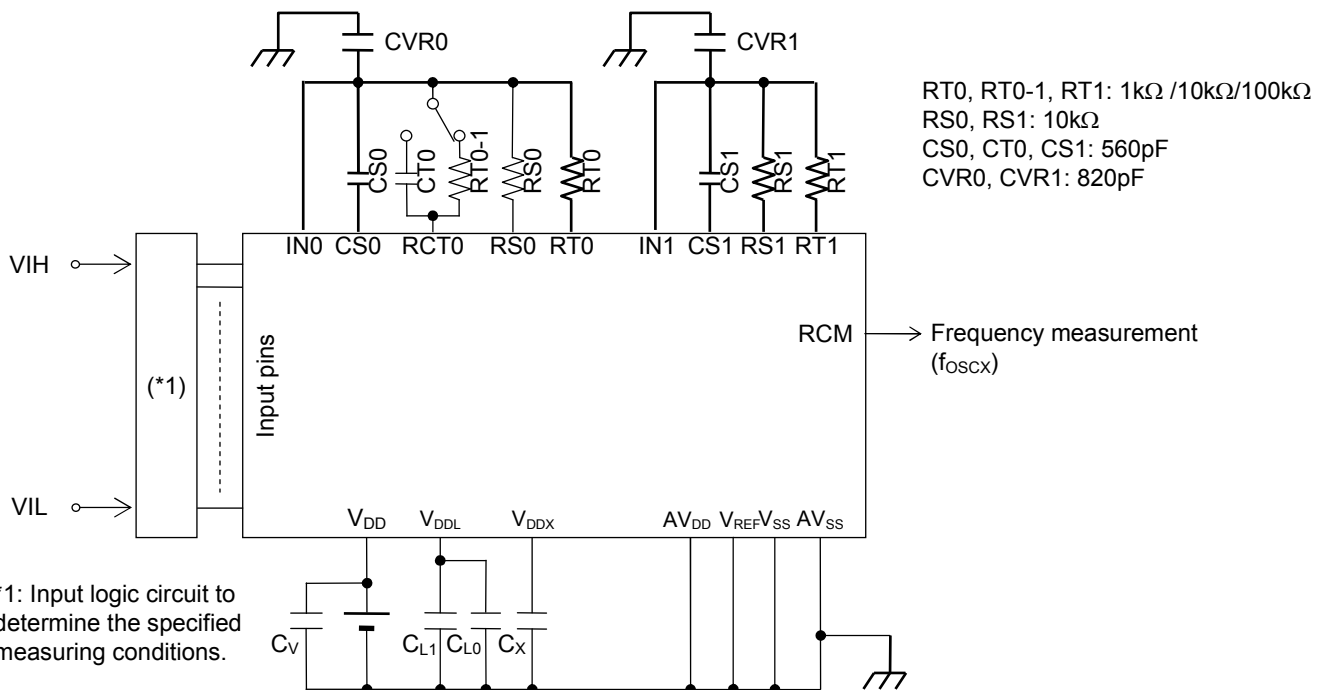 CVR0
CVR1
RT0, RT0-1, RT1: 1kΩ /10kΩ/100kΩ
RS0, RS1: 10kΩ
CS0, CT0, CS1: 560pF
CVR0, CVR1: 820pF
CS0
CT0
RT0-1
RS0
RT0
CS1
RS1
RT1
IN0 CS0 RCT0 RS0 RT0
IN1 CS1 RS1 RT1
VIH
(*1)
Input pins
RCM
Frequency measurement
(fOSCX)
VIL
VDD VDDL VDDX AVDD VREF VSS AVSS
*1: Input logic circuit to
determine the specified
measuring conditions.
CV CL1 CL0 CX